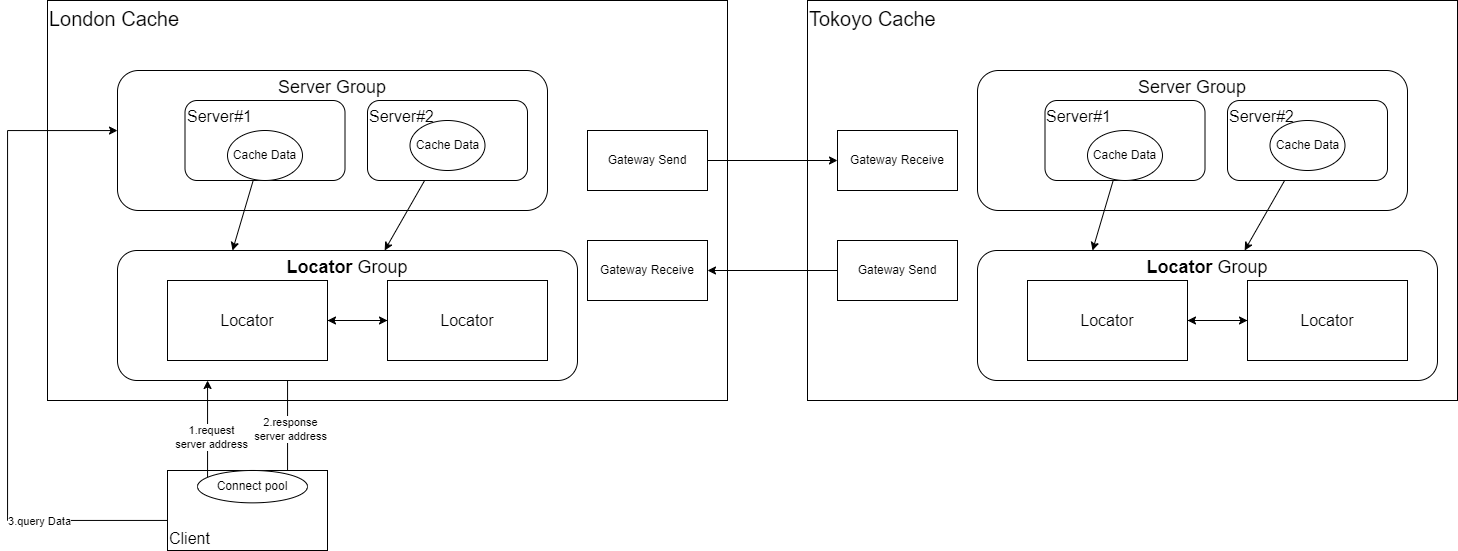 London Cache
Server Group
Server#1
Cache Data
Server#2
Cache Data
Gateway Send
Gateway Receive
Locator Group
Locator
Locator
1.request
server address
2.response
server address
Connect pool
Client
3.query Data
Tokoyo Cache
Gateway Receive
Gateway Send
Server Group
Server#1
Cache Data
Server#2
Cache Data
Locator Group
Locator
Locator